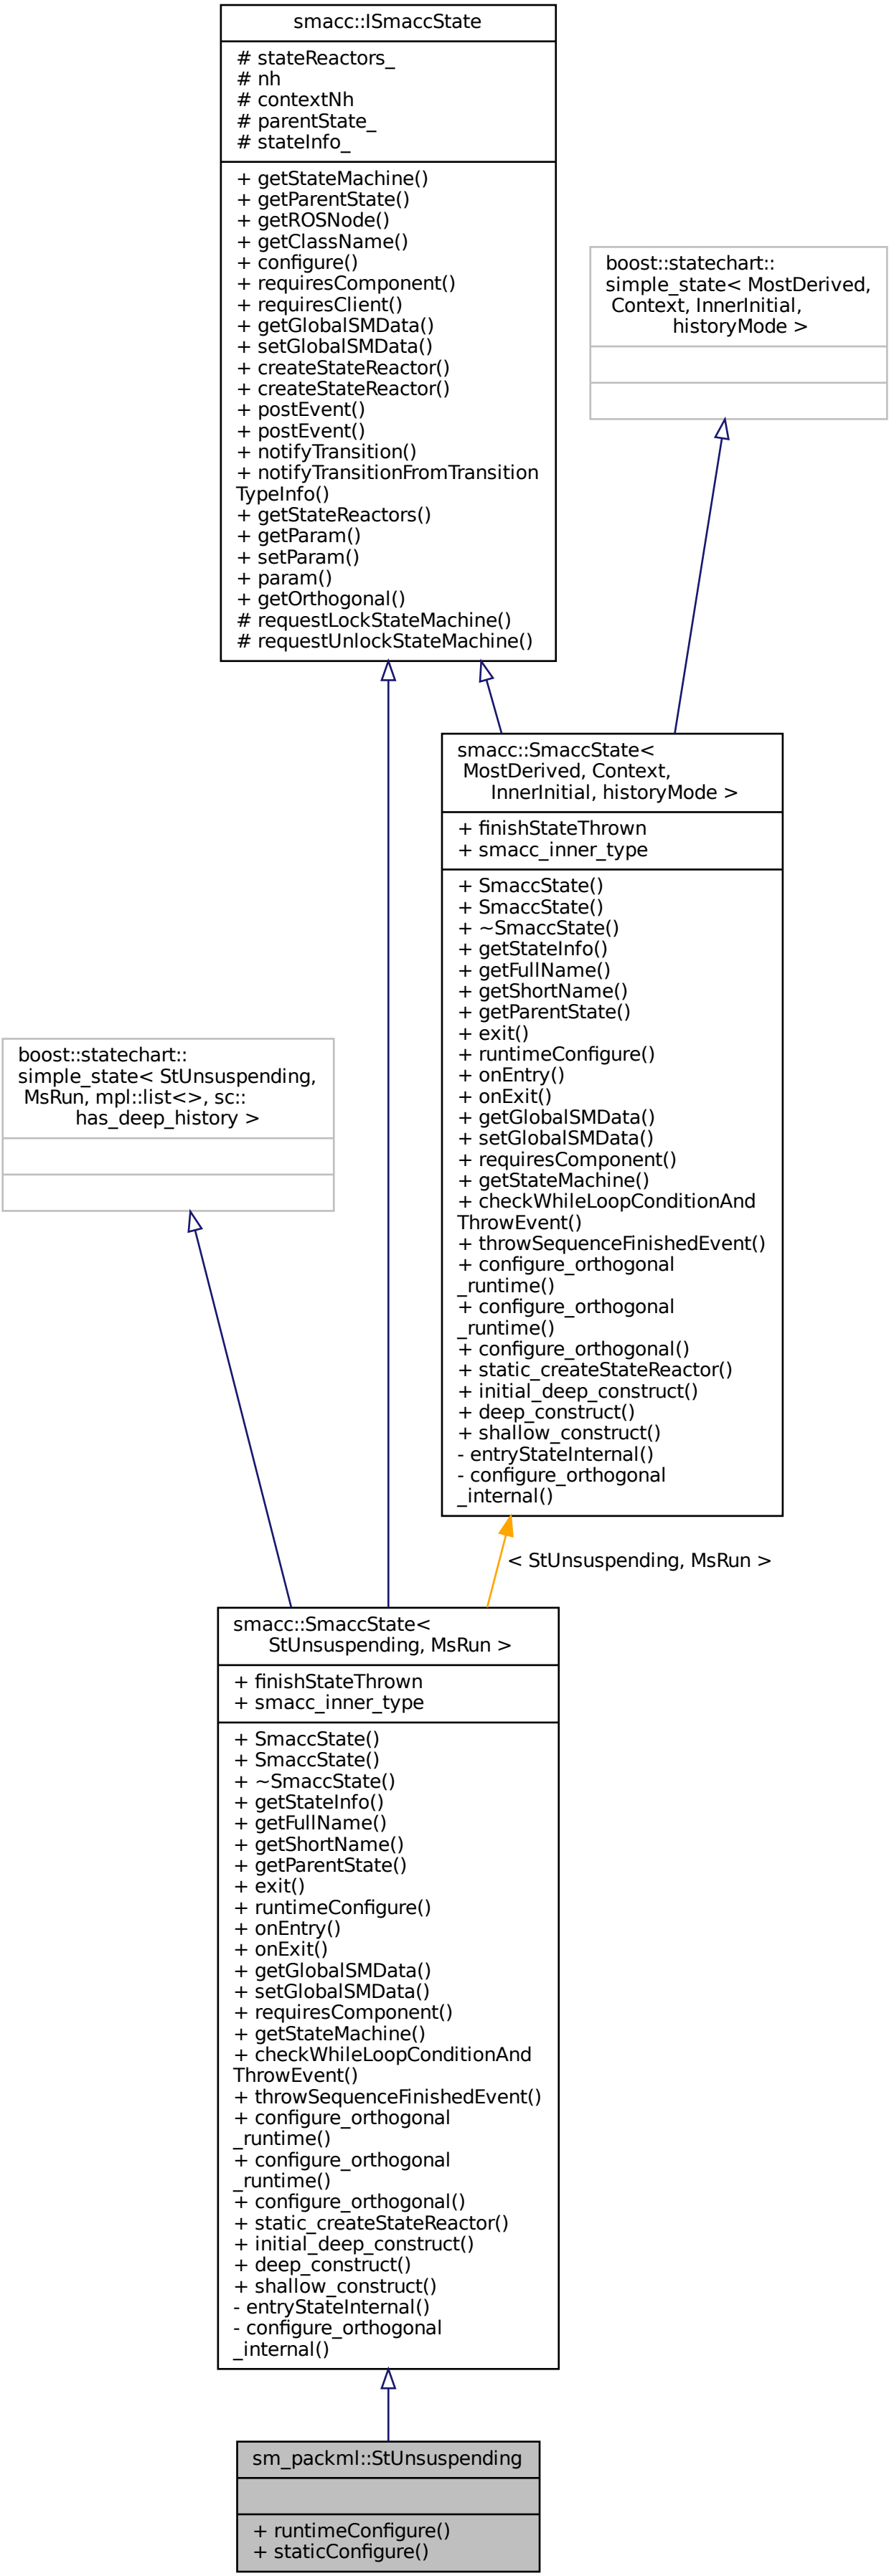 smacc::ISmaccState
# stateReactors_
# nh
# contextNh
# parentState_
# stateInfo_
+ getStateMachine()
+ getParentState()
+ getROSNode()
+ getClassName()
+ configure()
+ requiresComponent()
+ requiresClient()
+ getGlobalSMData()
+ setGlobalSMData()
+ createStateReactor()
+ createStateReactor()
+ postEvent()
+ postEvent()
+ notifyTransition()
+ notifyTransitionFromTransition
TypeInfo()
+ getStateReactors()
+ getParam()
+ setParam()
+ param()
+ getOrthogonal()
# requestLockStateMachine()
# requestUnlockStateMachine()
boost::statechart::
simple_state< MostDerived,
Context, InnerInitial,
historyMode >
smacc::SmaccState<
MostDerived, Context,
InnerInitial, historyMode >
+ finishStateThrown
+ smacc_inner_type
+ SmaccState()
+ SmaccState()
+ ~SmaccState()
+ getStateInfo()
+ getFullName()
+ getShortName()
+ getParentState()
+ exit()
+ runtimeConfigure()
+ onEntry()
+ onExit()
+ getGlobalSMData()
+ setGlobalSMData()
+ requiresComponent()
+ getStateMachine()
+ checkWhileLoopConditionAnd
ThrowEvent()
+ throwSequenceFinishedEvent()
+ configure_orthogonal
_runtime()
+ configure_orthogonal
_runtime()
+ configure_orthogonal()
+ static_createStateReactor()
+ initial_deep_construct()
+ deep_construct()
+ shallow_construct()
- entryStateInternal()
- configure_orthogonal
_internal()
boost::statechart::
simple_state< StUnsuspending,
MsRun, mpl::list<>, sc::
has_deep_history >
< StUnsuspending, MsRun >
smacc::SmaccState<
StUnsuspending, MsRun >
+ finishStateThrown
+ smacc_inner_type
+ SmaccState()
+ SmaccState()
+ ~SmaccState()
+ getStateInfo()
+ getFullName()
+ getShortName()
+ getParentState()
+ exit()
+ runtimeConfigure()
+ onEntry()
+ onExit()
+ getGlobalSMData()
+ setGlobalSMData()
+ requiresComponent()
+ getStateMachine()
+ checkWhileLoopConditionAnd
ThrowEvent()
+ throwSequenceFinishedEvent()
+ configure_orthogonal
_runtime()
+ configure_orthogonal
_runtime()
+ configure_orthogonal()
+ static_createStateReactor()
+ initial_deep_construct()
+ deep_construct()
+ shallow_construct()
- entryStateInternal()
- configure_orthogonal
_internal()
sm_packml::StUnsuspending
+ runtimeConfigure()
+ staticConfigure()